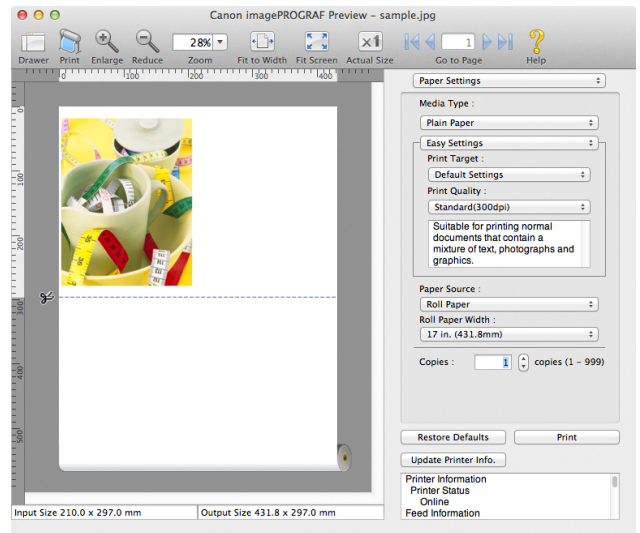 Canon imagePROGRAF Preview – sample.jpg
28%
1
Drawer Print Enlarge Reduce Zoom Fit to Width Fit Screen Actual Size Go to Page Help
0 100 200 300 400
0
100
200
300
400
500
Paper Settings
Media Type :
Plain Paper
Easy Settings
Print Target :
Default Settings
Print Quality :
Standard(300dpi)
Suitable for printing normal
documents that contain a
mixture of text, photographs and
graphics.
Paper Source :
Roll Paper
Roll Paper Width :
17 in. (431.8mm)
Copies : 1 copies (1 – 999)
Restore Defaults Print
Update Printer Info.
Printer Information
Printer Status
Online
Feed Information
Input Size 210.0 x 297.0 mm Output Size 431.8 x 297.0 mm